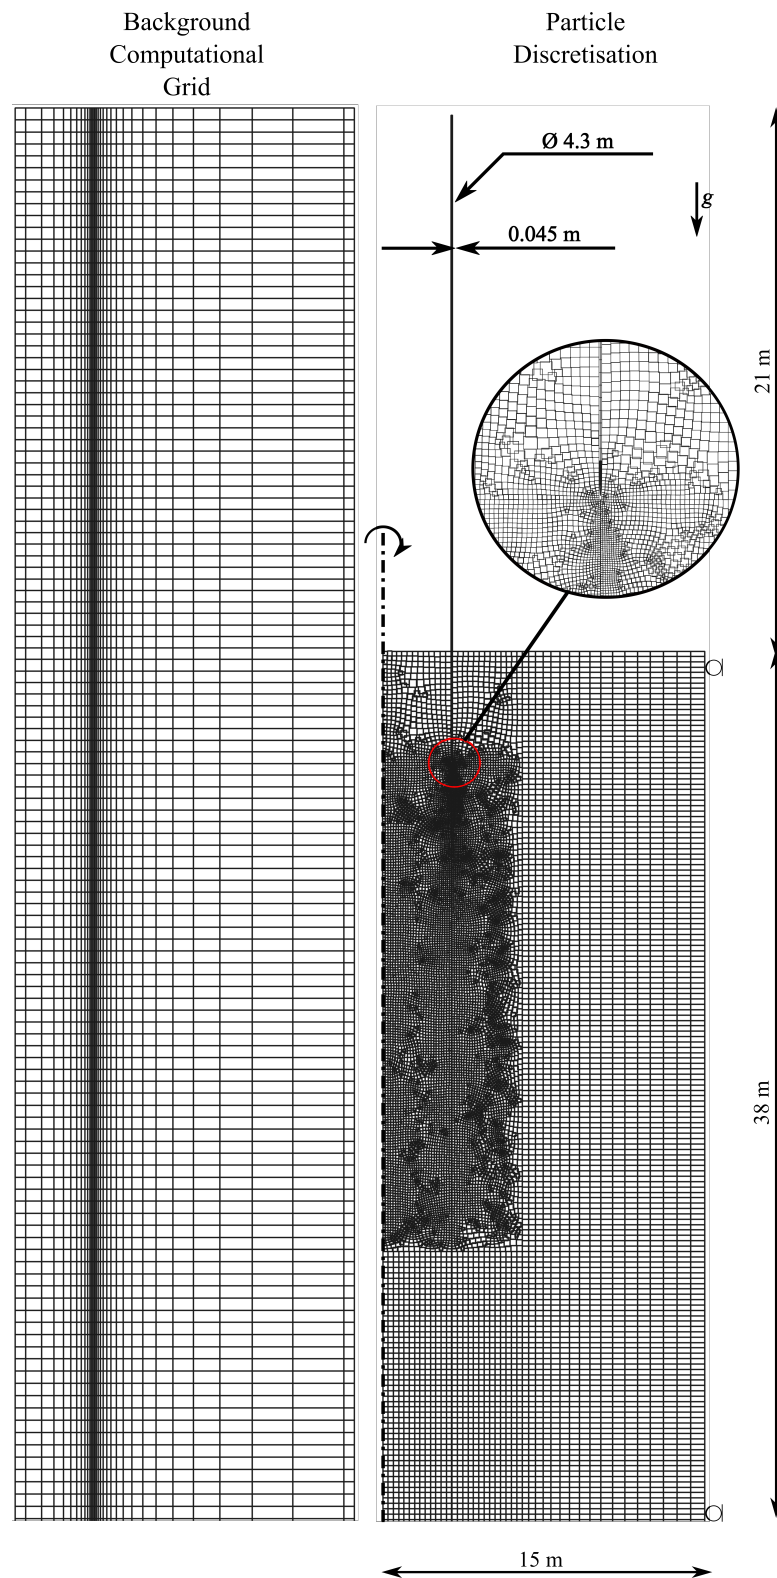 Background
Computational
Grid
Particle
Discretisation
Ø 4.3 m
g
0.045 m
21 m
38 m
15 m